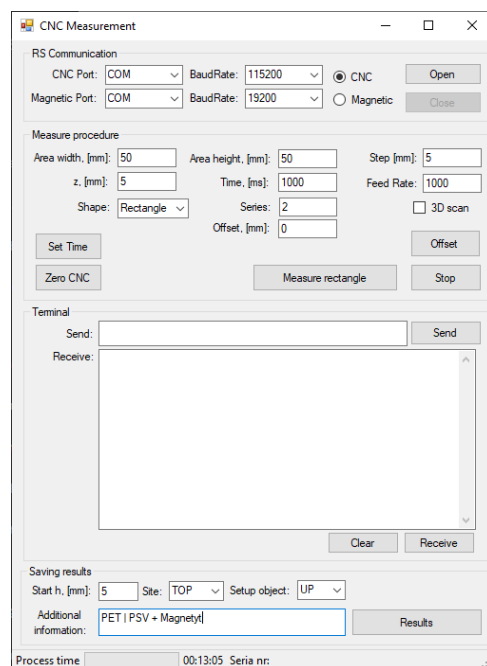 CNC Measurement
RS Communication
CNC Port: COM BaudRate: 115200 CNC Open
Magnetic Port: COM BaudRate: 19200 Magnetic Close
Measure procedure
Area width, [mm]: 50 Area height, [mm]: 50 Step [mm]: 5
z, [mm]: 5 Time, [ms]: 1000 Feed Rate: 1000
Shape: Rectangle Series: 2 3D scan
Offset, [mm]: 0
Set Time Offset
Zero CNC Measure rectangle Stop
Terminal
Send: Send
Receive:
Clear Receive
Saving results
Start h, [mm]: 5 Site: TOP Setup object: UP
Additional
information: PET | PSV + Magnetyt Results
Process time 00:13:05 Seria nr: